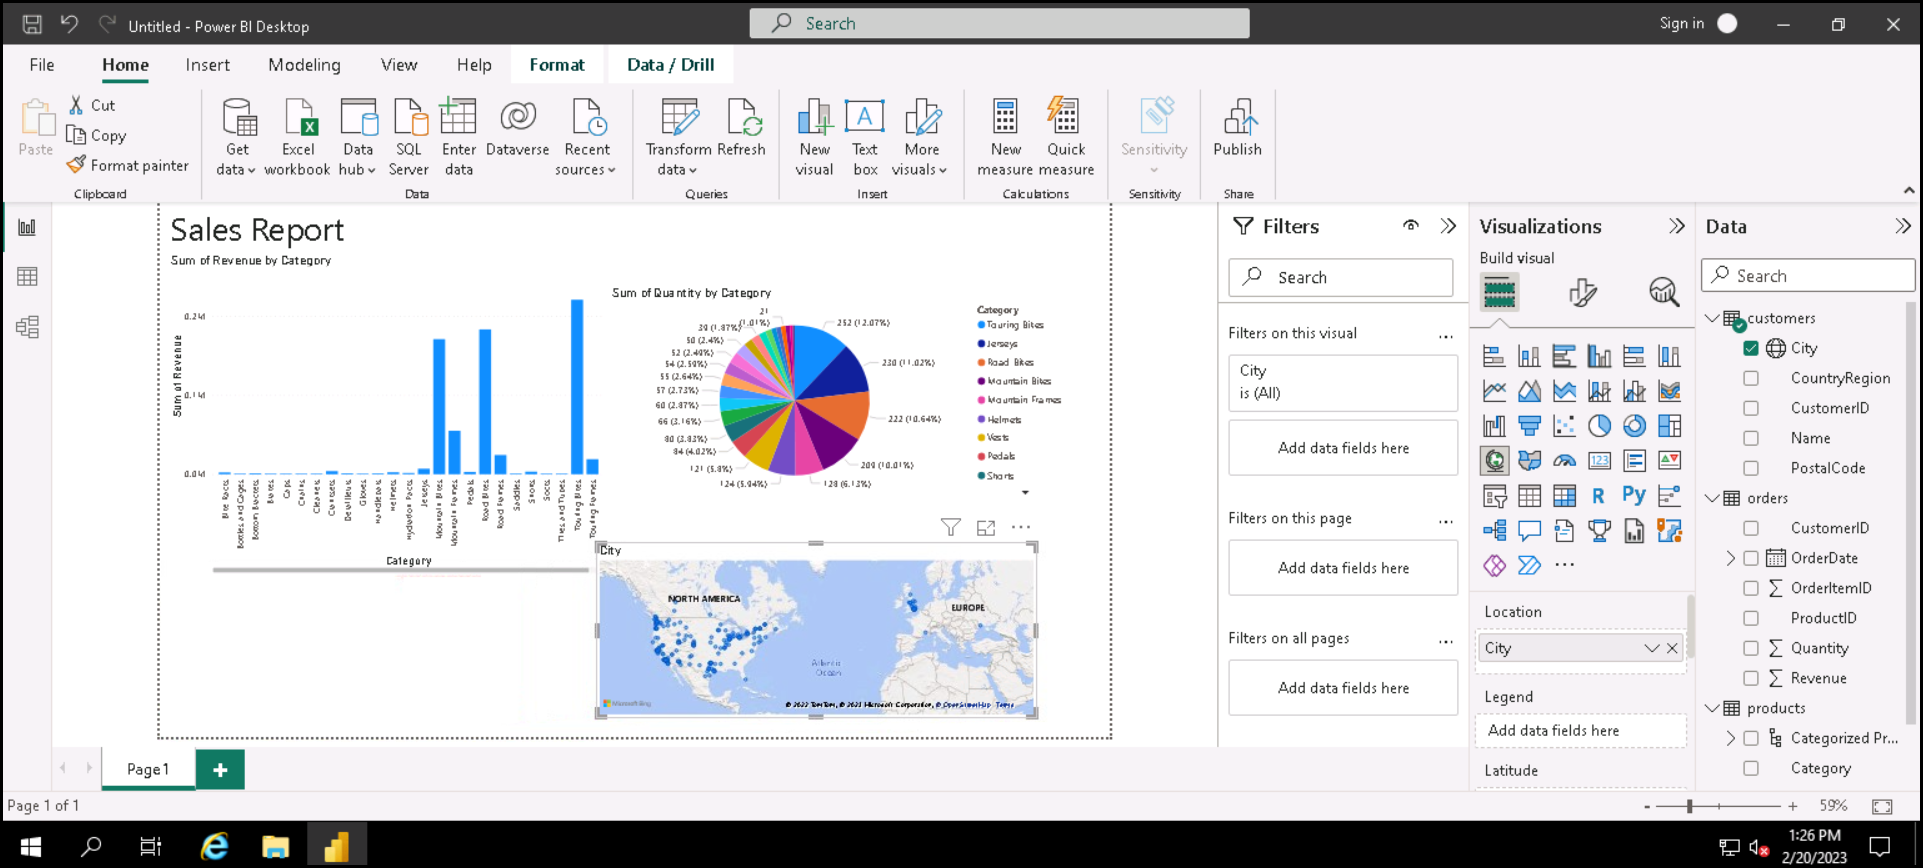 Untitled - Power BI Desktop
Search
Sign in
File
Home
Insert
Modeling
View
Help
Format
Data / Drill
Paste
Cut
Copy
Format painter
Clipboard
Get data
Excel workbook
Data hub
SQL Server
Enter data
Dataverse
Recent sources
Data
Transform data
Refresh
Queries
New visual
Text box
More visuals
Insert
New measure
Quick measure
Calculations
Sensitivity
Sensitivity
Publish
Share
Sales Report
Sum of Revenue by Category
Sum of Revenue
0.2M
0.1M
0.0M
Bike Racks
Bottles and Cages
Bottom Brackets
Brakes
Caps
Chains
Cleaners
Cranksets
Derailleurs
Gloves
Handlebars
Helmets
Hydration Packs
Jerseys
Mountain Bikes
Mountain Frames
Pedals
Road Bikes
Road Frames
Saddles
Shorts
Socks
Tires and Tubes
Touring Bikes
Touring Frames
Category
Sum of Quantity by Category
252 (12.07%)
230 (11.02%)
222 (10.64%)
209 (10.01%)
128 (6.13%)
124 (5.94%)
121 (5.8%)
84 (4.02%)
80 (3.83%)
66 (3.16%)
60 (2.87%)
57 (2.73%)
55 (2.64%)
54 (2.59%)
52 (2.49%)
50 (2.4%)
39 (1.87%)
21 (1.01%)
Category
Touring Bikes
Jerseys
Road Bikes
Mountain Bikes
Mountain Frames
Helmets
Vests
Pedals
Shorts
City
NORTH AMERICA
EUROPE
Atlantic Ocean
Microsoft Bing
© 2022 TomTom, © 2023 Microsoft Corporation, © OpenStreetMap Terms
Filters
Search
Filters on this visual
City
is (All)
Add data fields here
Filters on this page
Add data fields here
Filters on all pages
Add data fields here
Visualizations
Build visual
123
R
Py
Location
City
Legend
Add data fields here
Latitude
Data
Search
customers
City
CountryRegion
CustomerID
Name
PostalCode
orders
CustomerID
OrderDate
OrderItemID
ProductID
Quantity
Revenue
products
Categorized Pr...
Category
Page 1
Page 1 of 1
59%
1:26 PM
2/20/2023